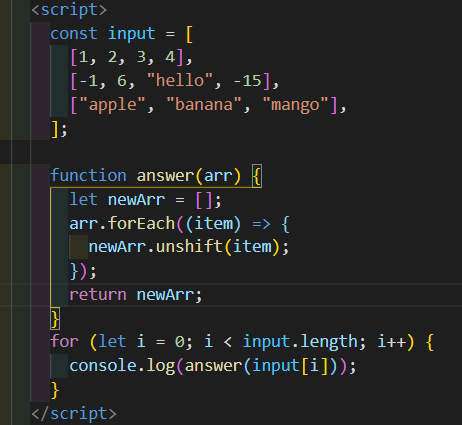 <script>
const input = [
[1, 2, 3, 4],
[-1, 6, "hello", -15],
["apple", "banana", "mango"],
];
function answer(arr) {
let newArr = [];
arr.forEach((item) => {
newArr.unshift(item);
});
return newArr;
}
for (let i = 0; i < input.length; i++) {
console.log(answer(input[i]));
}
</script>